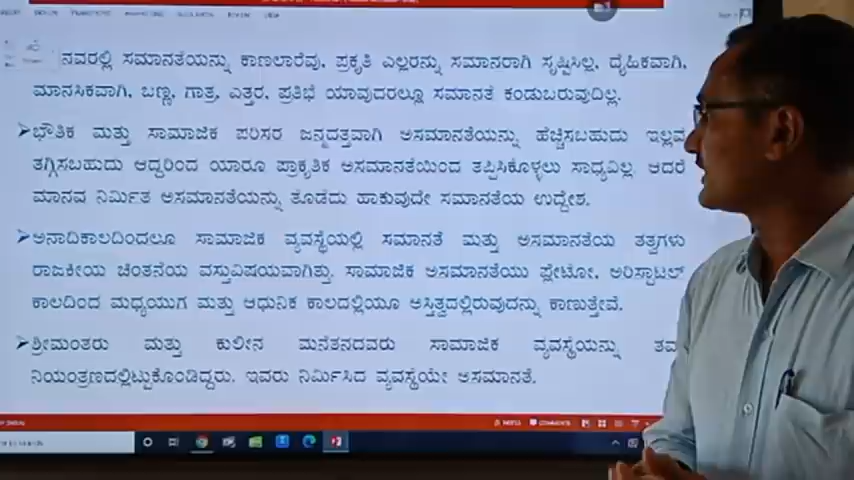 ನವರಲ್ಲಿ ಸಮಾನತೆಯನ್ನು ಕಾಣಲಾರೆವು. ಪ್ರಕೃತಿ ಎಲ್ಲರನ್ನು ಸಮಾನರಾಗಿ ಸೃಷ್ಟಿಸಿಲ್ಲ. ದೈಹಿಕವಾಗಿ,
ಮಾನಸಿಕವಾಗಿ, ಬಣ್ಣ, ಗಾತ್ರ, ಎತ್ತರ, ಪ್ರತಿಭೆ ಯಾವುದರಲ್ಲೂ ಸಮಾನತೆ ಕಂಡುಬರುವುದಿಲ್ಲ.
➢ಭೌತಿಕ ಮತ್ತು ಸಾಮಾಜಿಕ ಪರಿಸರ ಜನ್ಮದತ್ತವಾಗಿ ಅಸಮಾನತೆಯನ್ನು ಹೆಚ್ಚಿಸಬಹುದು ಇಲ್ಲವ
ತಗ್ಗಿಸಬಹುದು ಆದ್ದರಿಂದ ಯಾರೂ ಪ್ರಾಕೃತಿಕ ಅಸಮಾನತೆಯಿಂದ ತಪ್ಪಿಸಿಕೊಳ್ಳಲು ಸಾಧ್ಯವಿಲ್ಲ. ಆದರೆ
ಮಾನವ ನಿರ್ಮಿತ ಅಸಮಾನತೆಯನ್ನು ತೊಡೆದು ಹಾಕುವುದೇ ಸಮಾನತೆಯ ಉದ್ದೇಶ.
➢ಅನಾದಿಕಾಲದಿಂದಲೂ ಸಾಮಾಜಿಕ ವ್ಯವಸ್ಥೆಯಲ್ಲಿ ಸಮಾನತೆ ಮತ್ತು ಅಸಮಾನತೆಯ ತತ್ವಗಳು
ರಾಜಕೀಯ ಚಿಂತನೆಯ ವಸ್ತುವಿಷಯವಾಗಿತ್ತು. ಸಾಮಾಜಿಕ ಅಸಮಾನತೆಯು ಪ್ಲೇಟೋ, ಅರಿಸ್ಟಾಟಲ್
ಕಾಲದಿಂದ ಮಧ್ಯಯುಗ ಮತ್ತು ಆಧುನಿಕ ಕಾಲದಲ್ಲಿಯೂ ಅಸ್ತಿತ್ವದಲ್ಲಿರುವುದನ್ನು ಕಾಣುತ್ತೇವೆ.
➢ಶ್ರೀಮಂತರು ಮತ್ತು ಕುಲೀನ ಮನೆತನದವರು ಸಾಮಾಜಿಕ ವ್ಯವಸ್ಥೆಯನ್ನು ತಮ
ನಿಯಂತ್ರಣದಲ್ಲಿಟ್ಟುಕೊಂಡಿದ್ದರು. ಇವರು ನಿರ್ಮಿಸಿದ ವ್ಯವಸ್ಥೆಯೇ ಅಸಮಾನತೆ.
NOTES COMMENTS